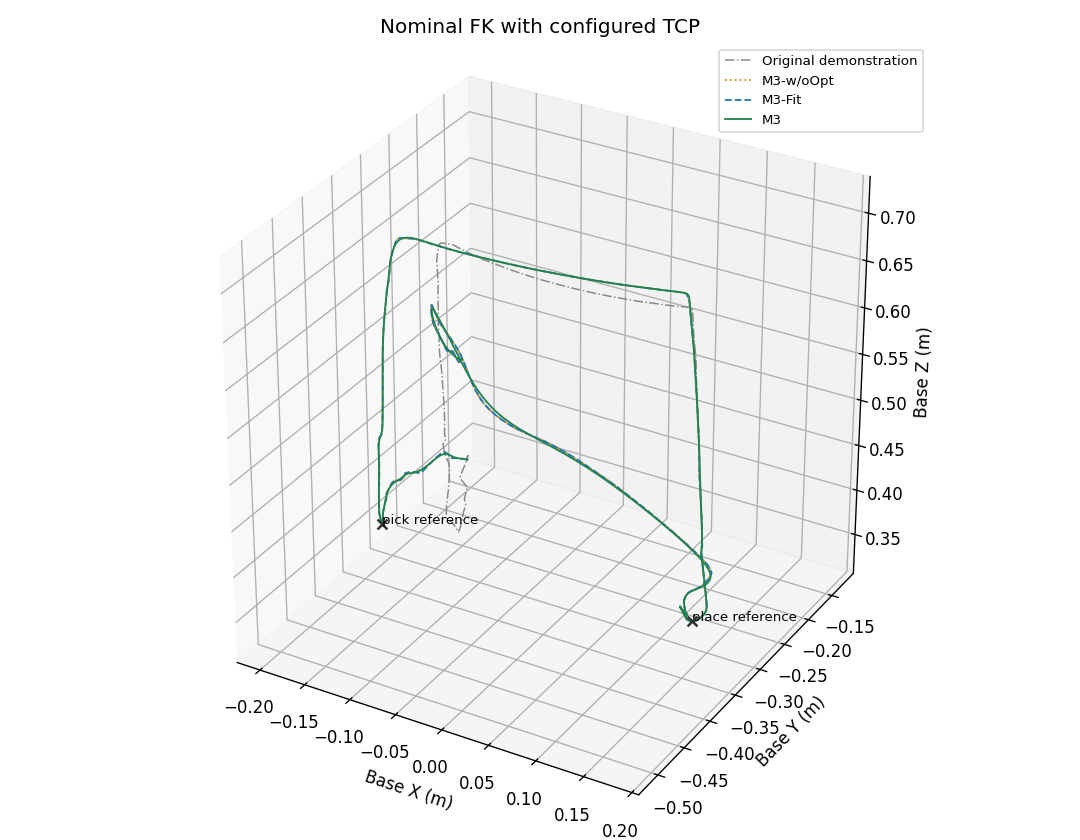 Nominal FK with configured TCP
Original demonstration
M3-w/oOpt
M3-Fit
M3
0.70
0.65
0.60
0.55
0.50
0.45
0.40
0.35
Base Z (m)
pick reference
place reference
−0.15
−0.20
−0.25
−0.30
−0.35
−0.40
−0.45
−0.50
Base Y (m)
−0.20
−0.15
−0.10
−0.05
0.00
0.05
0.10
0.15
0.20
Base X (m)